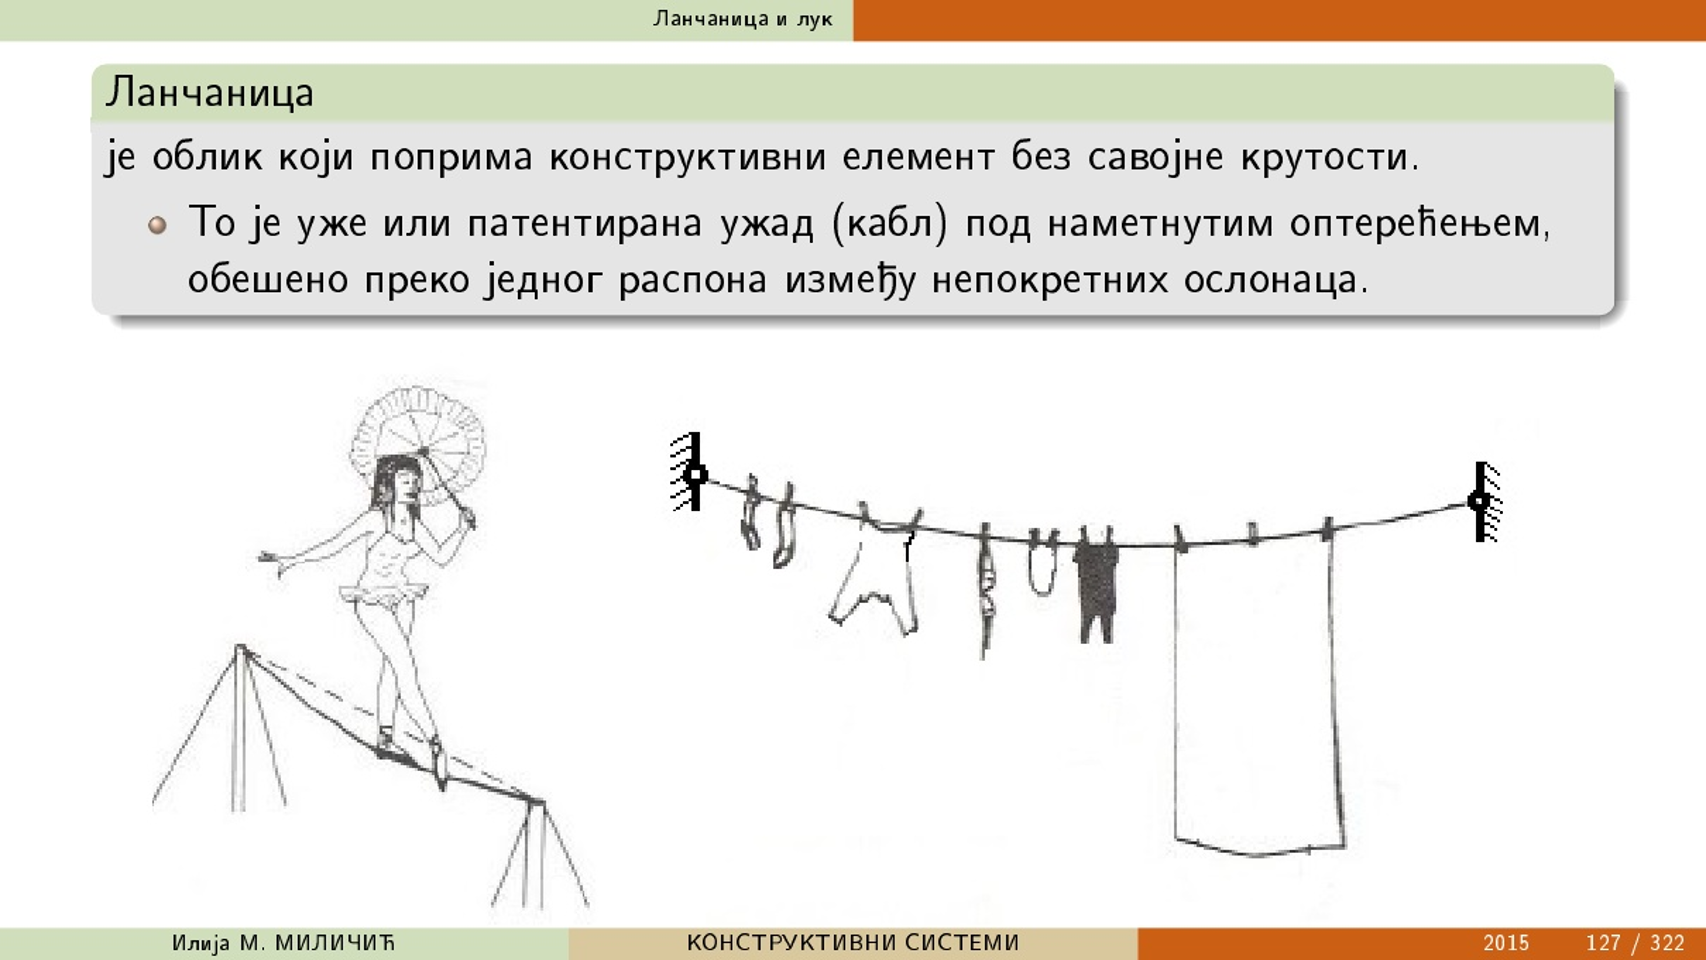 Ланчаница и лук
Ланчаница
је облик који поприма конструктивни елемент без савојне крутости.
То је уже или патентирана ужад (кабл) под наметнутим оптерећењем,
обешено преко једног распона између непокретних ослонаца.
Илија М. МИЛИЧИЋ
КОНСТРУКТИВНИ СИСТЕМИ
2015
127 / 322